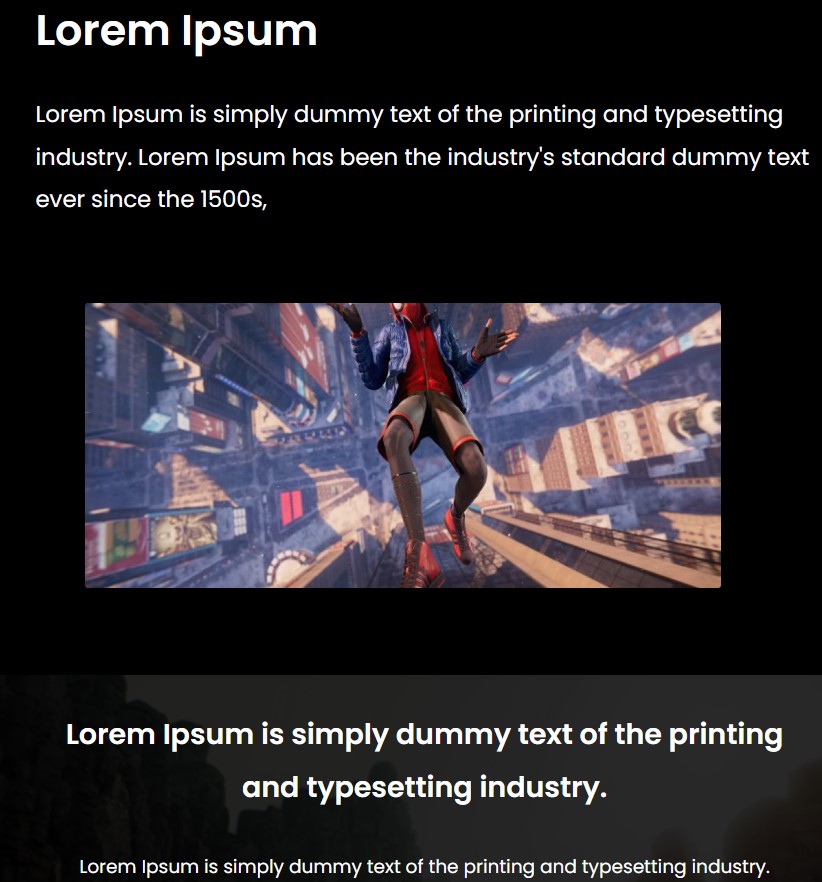 Lorem Ipsum
Lorem Ipsum is simply dummy text of the printing and typesetting
industry. Lorem Ipsum has been the industry's standard dummy text
ever since the 1500s,
Lorem Ipsum is simply dummy text of the printing
and typesetting industry.
Lorem Ipsum is simply dummy text of the printing and typesetting industry.